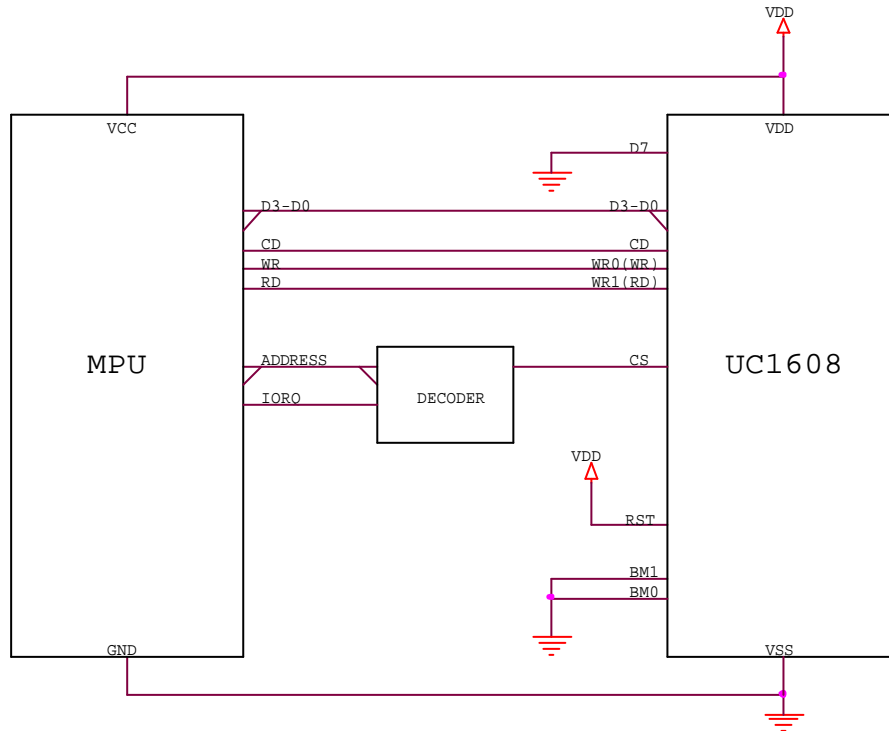 VDD
VCC VDD
D7
D3-D0 D3-D0
CD CD
WR WR0(WR)
RD WR1(RD)
MPU ADDRESS CS UC1608
IORQ DECODER
VDD
RST
BM1
BM0
GND VSS